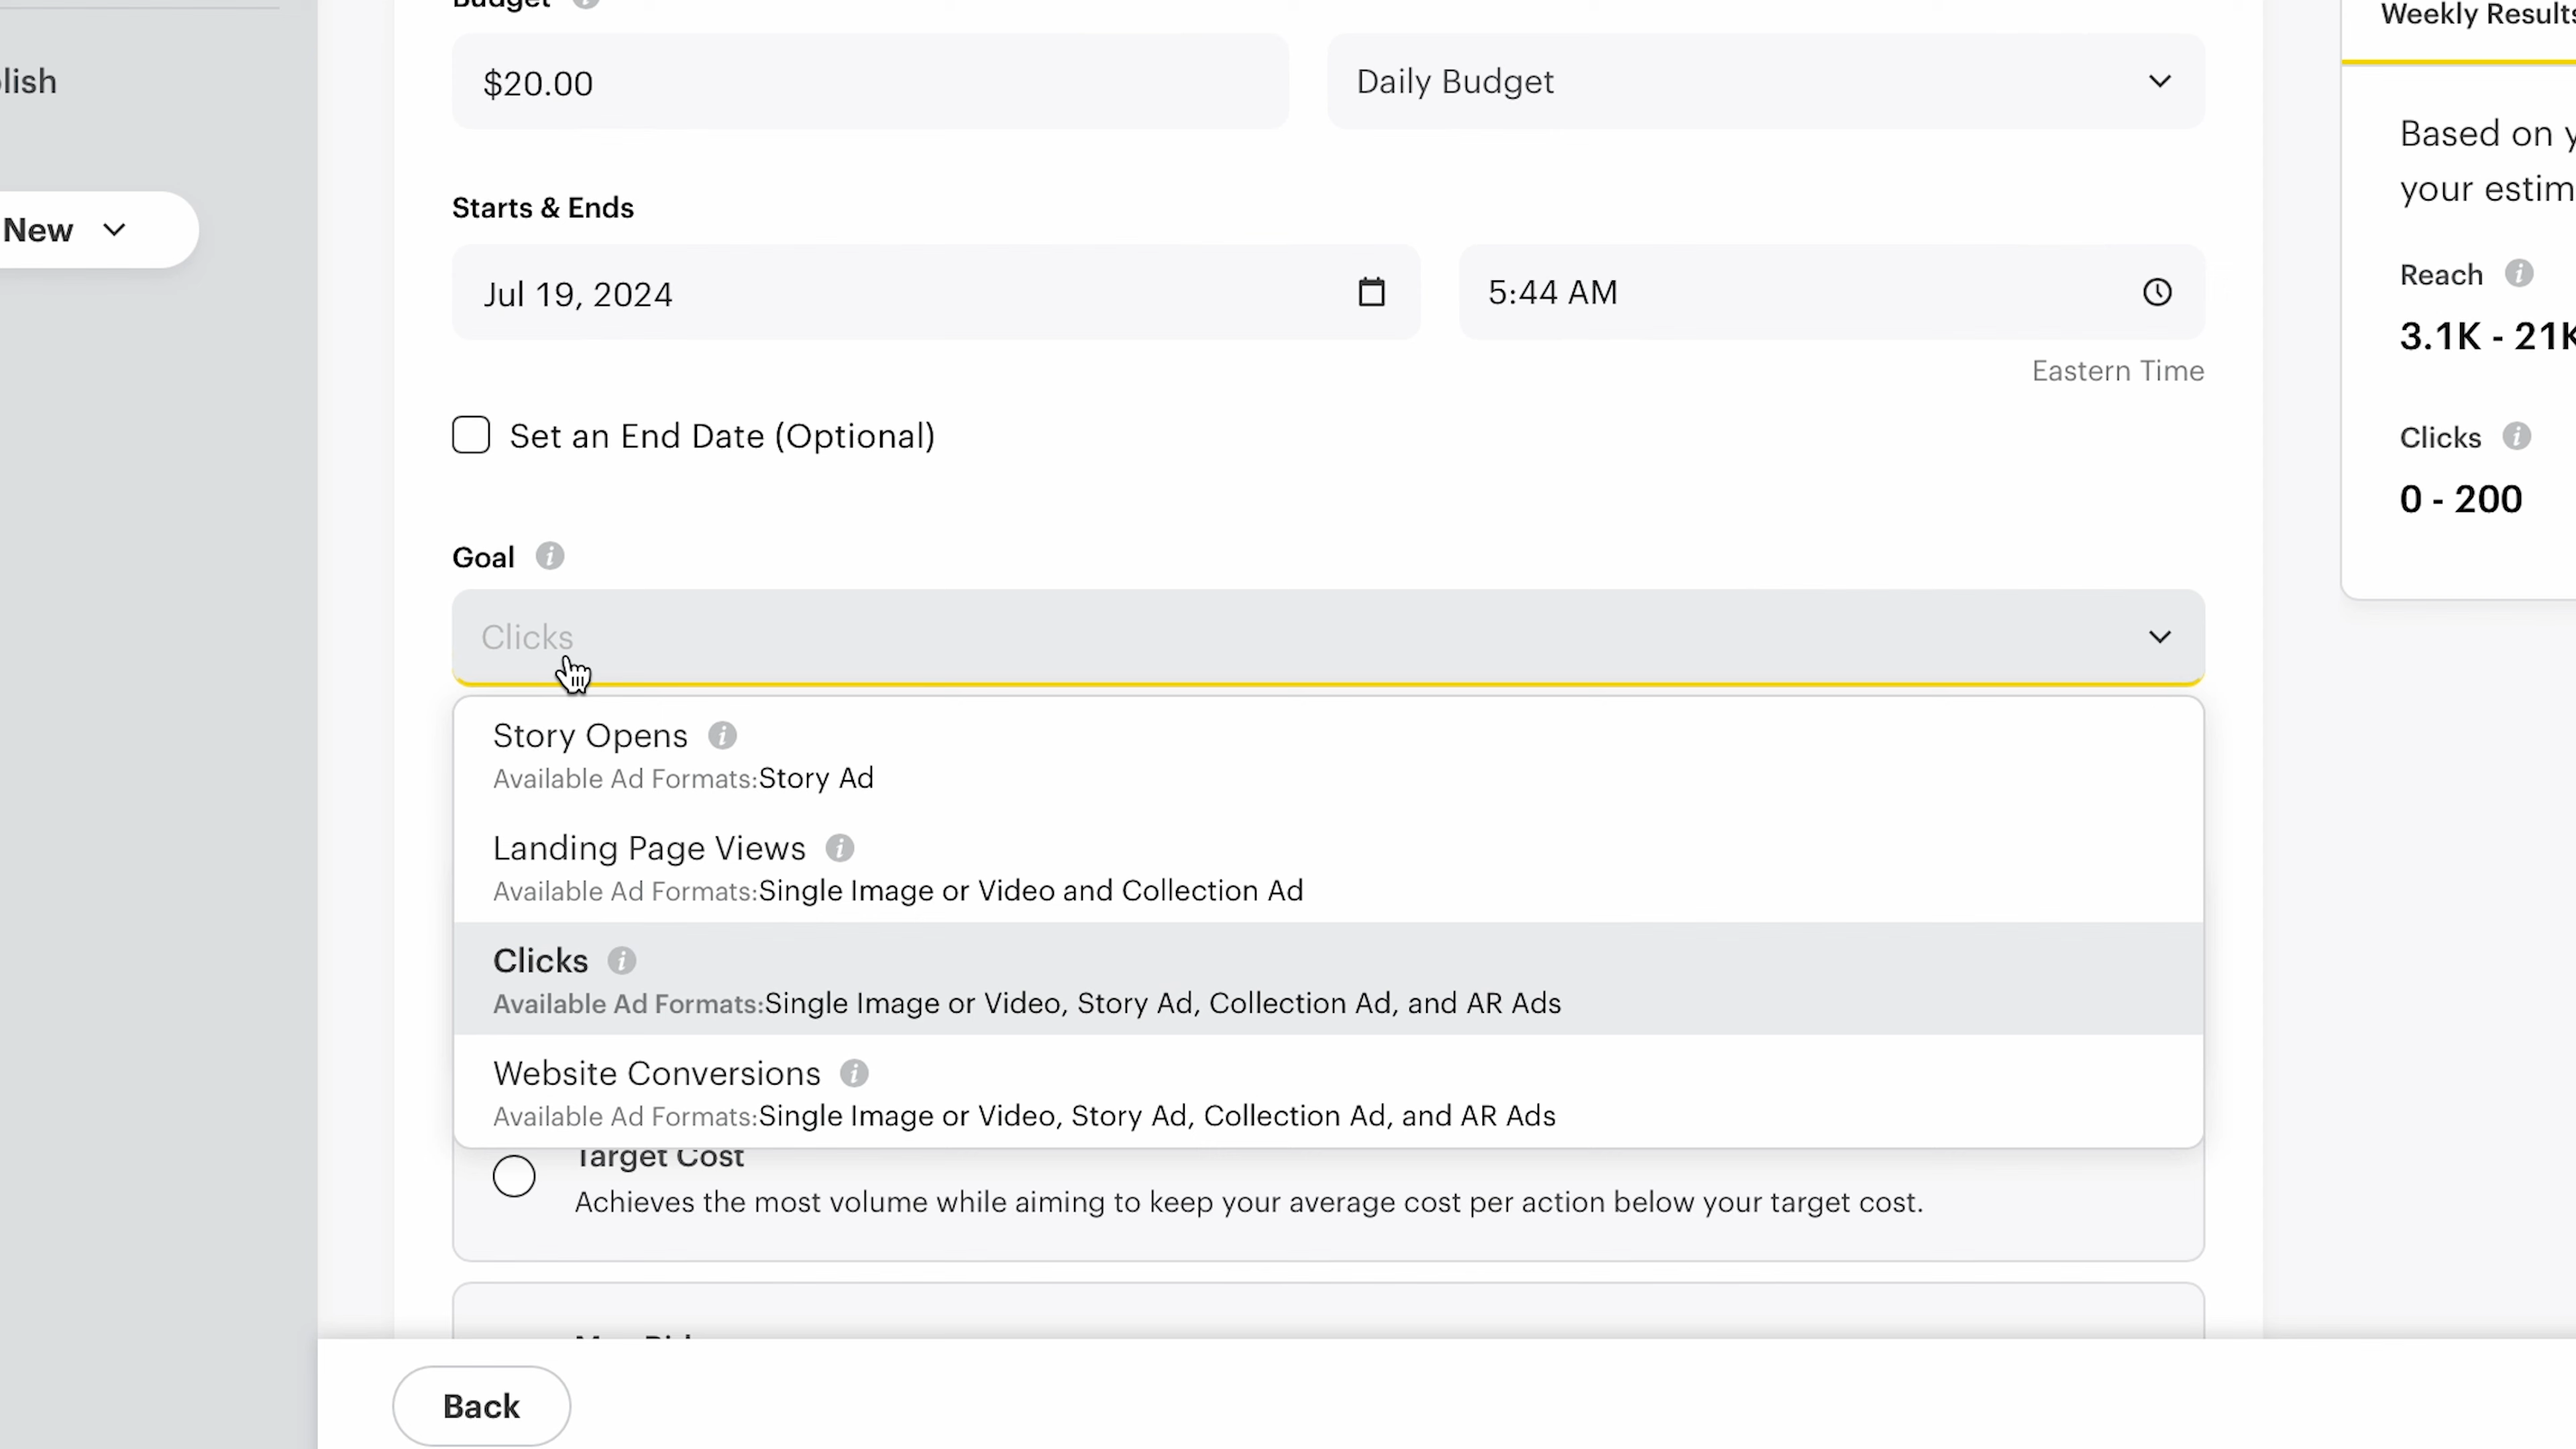 Budget
$20.00
Daily Budget
Starts & Ends
Jul 19, 2024
5:44 AM
Eastern Time
Set an End Date (Optional)
Goal
Clicks
Story Opens
Available Ad Formats:Story Ad
Landing Page Views
Available Ad Formats:Single Image or Video and Collection Ad
Clicks
Available Ad Formats:Single Image or Video, Story Ad, Collection Ad, and AR Ads
Website Conversions
Available Ad Formats:Single Image or Video, Story Ad, Collection Ad, and AR Ads
Target Cost
Achieves the most volume while aiming to keep your average cost per action below your target cost.
Back
lish
New
Weekly Results
Based on y
your estim
Reach
3.1K - 21K
Clicks
0 - 200